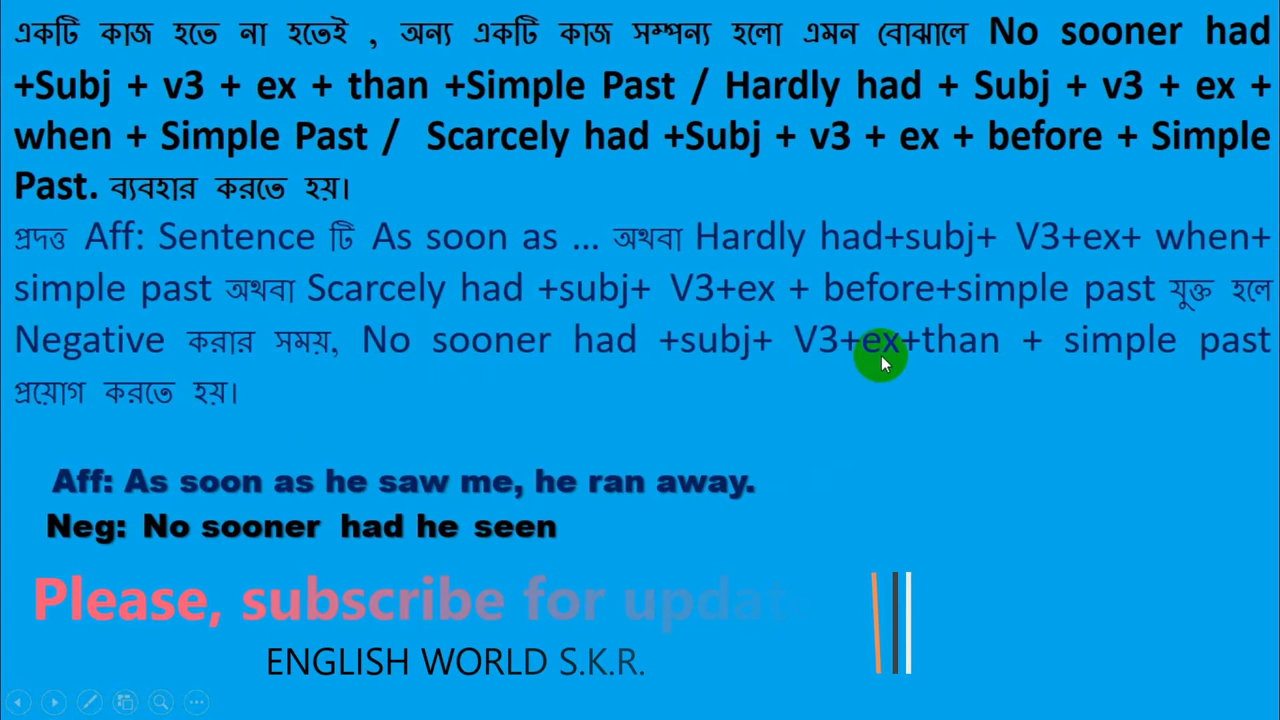 একটি কাজ হতে না হতেই , অন্য একটি কাজ সম্পন্য হলো এমন বোঝালে No sooner had
+Subj + v3 + ex + than +Simple Past / Hardly had + Subj + v3 + ex +
when + Simple Past / Scarcely had +Subj + v3 + ex + before + Simple
Past. ব্যবহার করতে হয়।
প্রদত্ত Aff: Sentence টি As soon as ... অথবা Hardly had+subj+ V3+ex+ when+
simple past অথবা Scarcely had +subj+ V3+ex + before+simple past যুক্ত হলে
Negative করার সময়, No sooner had +subj+ V3+ex+than + simple past
প্রয়োগ করতে হয়।
Aff: As soon as he saw me, he ran away.
Neg: No sooner had he seen
Please, subscribe for updat
ENGLISH WORLD S.K.R.